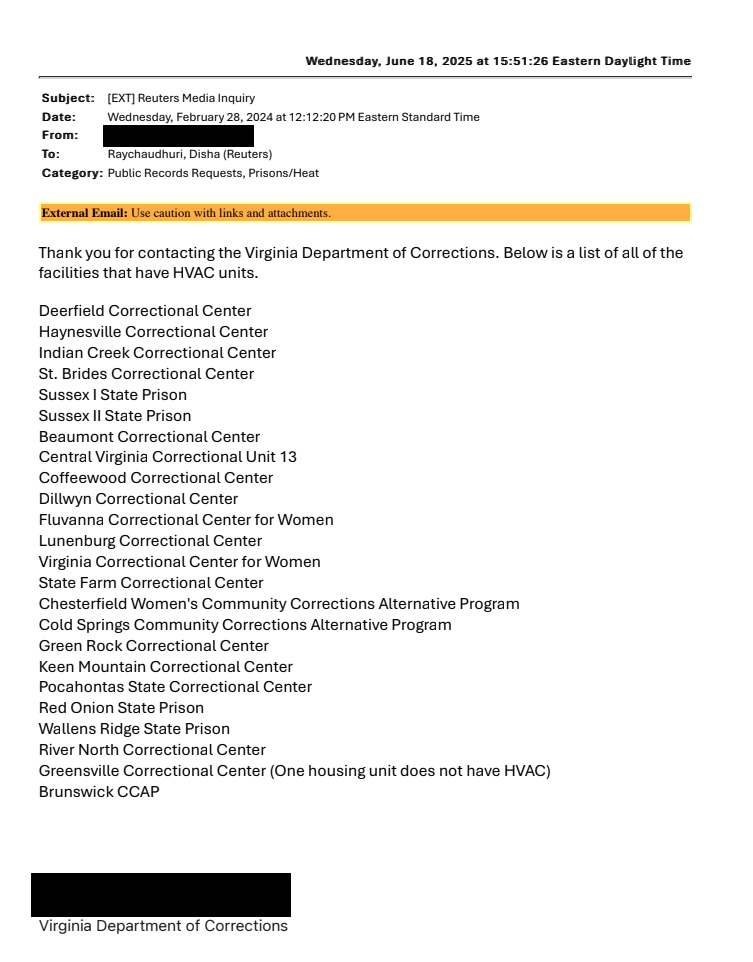 Wednesday, June 18, 2025 at 15:51:26 Eastern Daylight Time
Subject: [EXT] Reuters Media Inquiry
Date: Wednesday, February 28, 2024 at 12:12:20 PM Eastern Standard Time
From:
To: Raychaudhuri, Disha (Reuters)
Category: Public Records Requests, Prisons/Heat
External Email: Use caution with links and attachments.
Thank you for contacting the Virginia Department of Corrections. Below is a list of all of the
facilities that have HVAC units.
Deerfield Correctional Center
Haynesville Correctional Center
Indian Creek Correctional Center
St. Brides Correctional Center
Sussex I State Prison
Sussex II State Prison
Beaumont Correctional Center
Central Virginia Correctional Unit 13
Coffeewood Correctional Center
Dillwyn Correctional Center
Fluvanna Correctional Center for Women
Lunenburg Correctional Center
Virginia Correctional Center for Women
State Farm Correctional Center
Chesterfield Women's Community Corrections Alternative Program
Cold Springs Community Corrections Alternative Program
Green Rock Correctional Center
Keen Mountain Correctional Center
Pocahontas State Correctional Center
Red Onion State Prison
Wallens Ridge State Prison
River North Correctional Center
Greensville Correctional Center (One housing unit does not have HVAC)
Brunswick CCAP
Virginia Department of Corrections